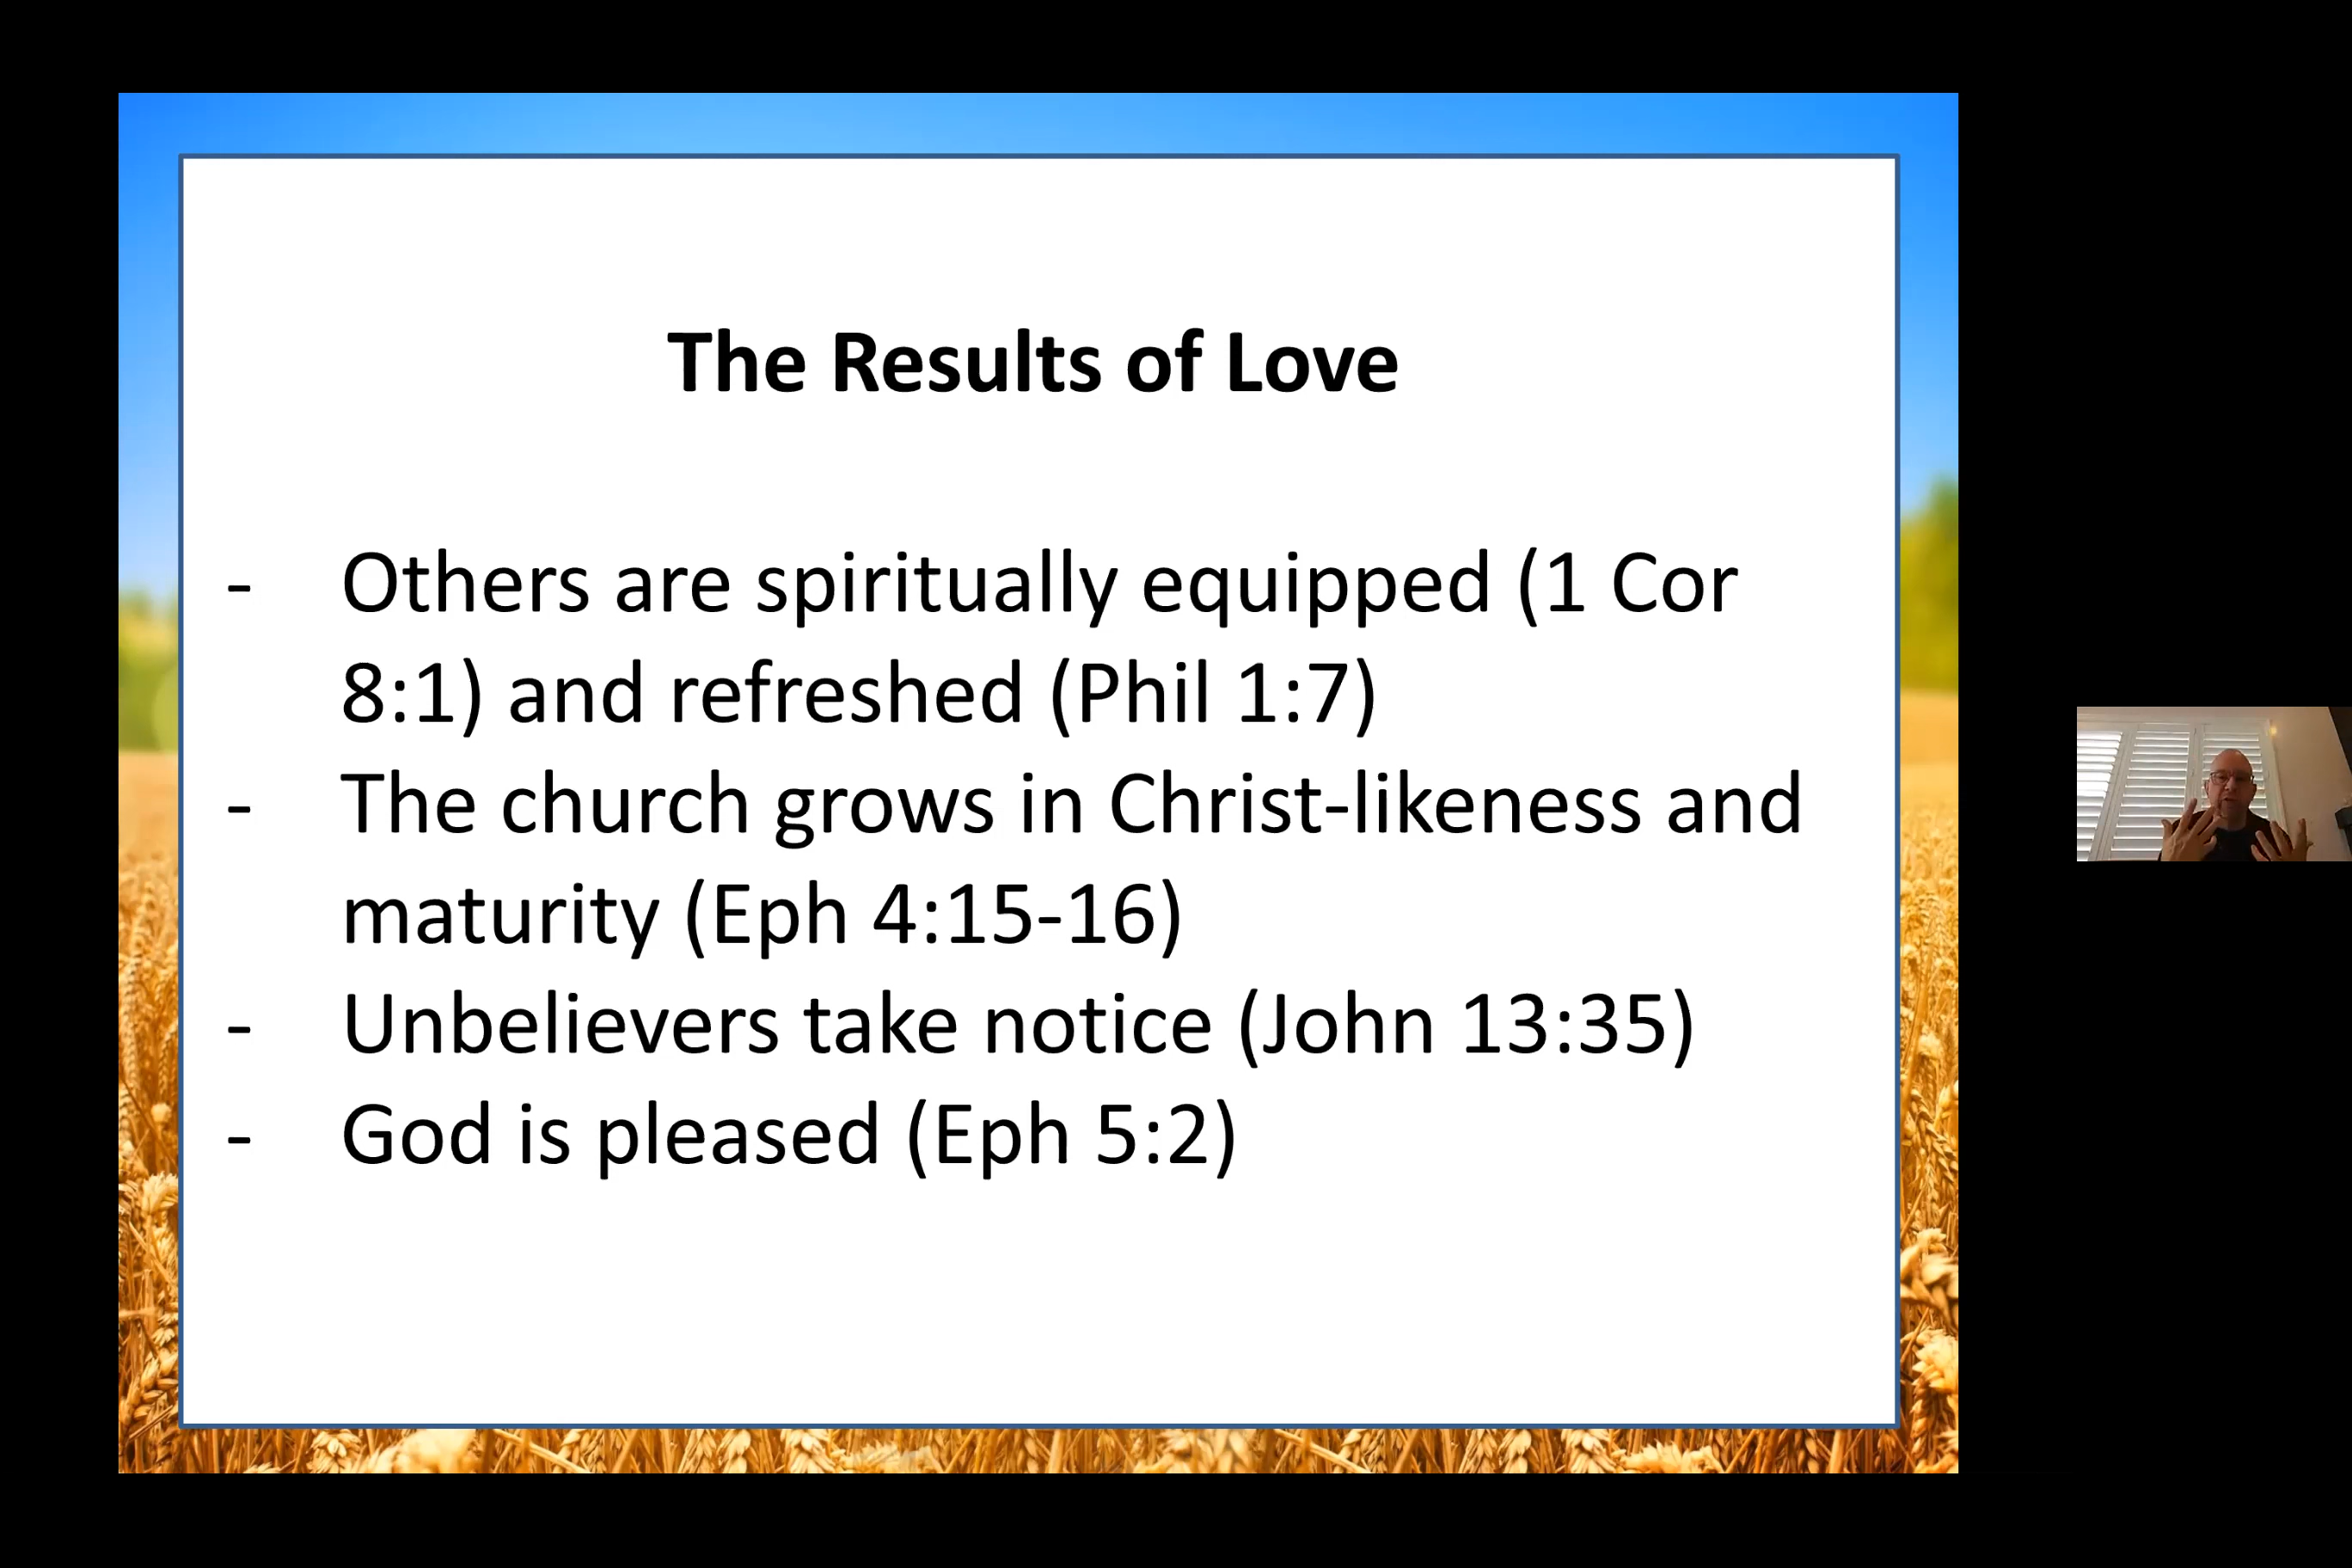 The Results of Love
- Others are spiritually equipped (1 Cor
8:1) and refreshed (Phil 1:7)
- The church grows in Christ-likeness and
maturity (Eph 4:15-16)
- Unbelievers take notice (John 13:35)
- God is pleased (Eph 5:2)